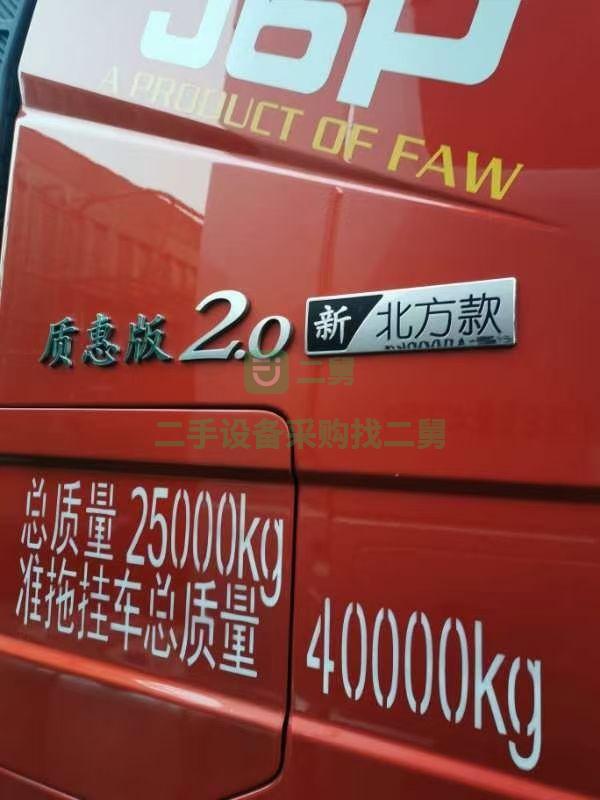 J6P
A PRODUCT OF FAW
质惠版 2.0 新 北方款
二舅
二手设备采购找二舅
总质量 25000kg
准拖挂车总质量 40000kg